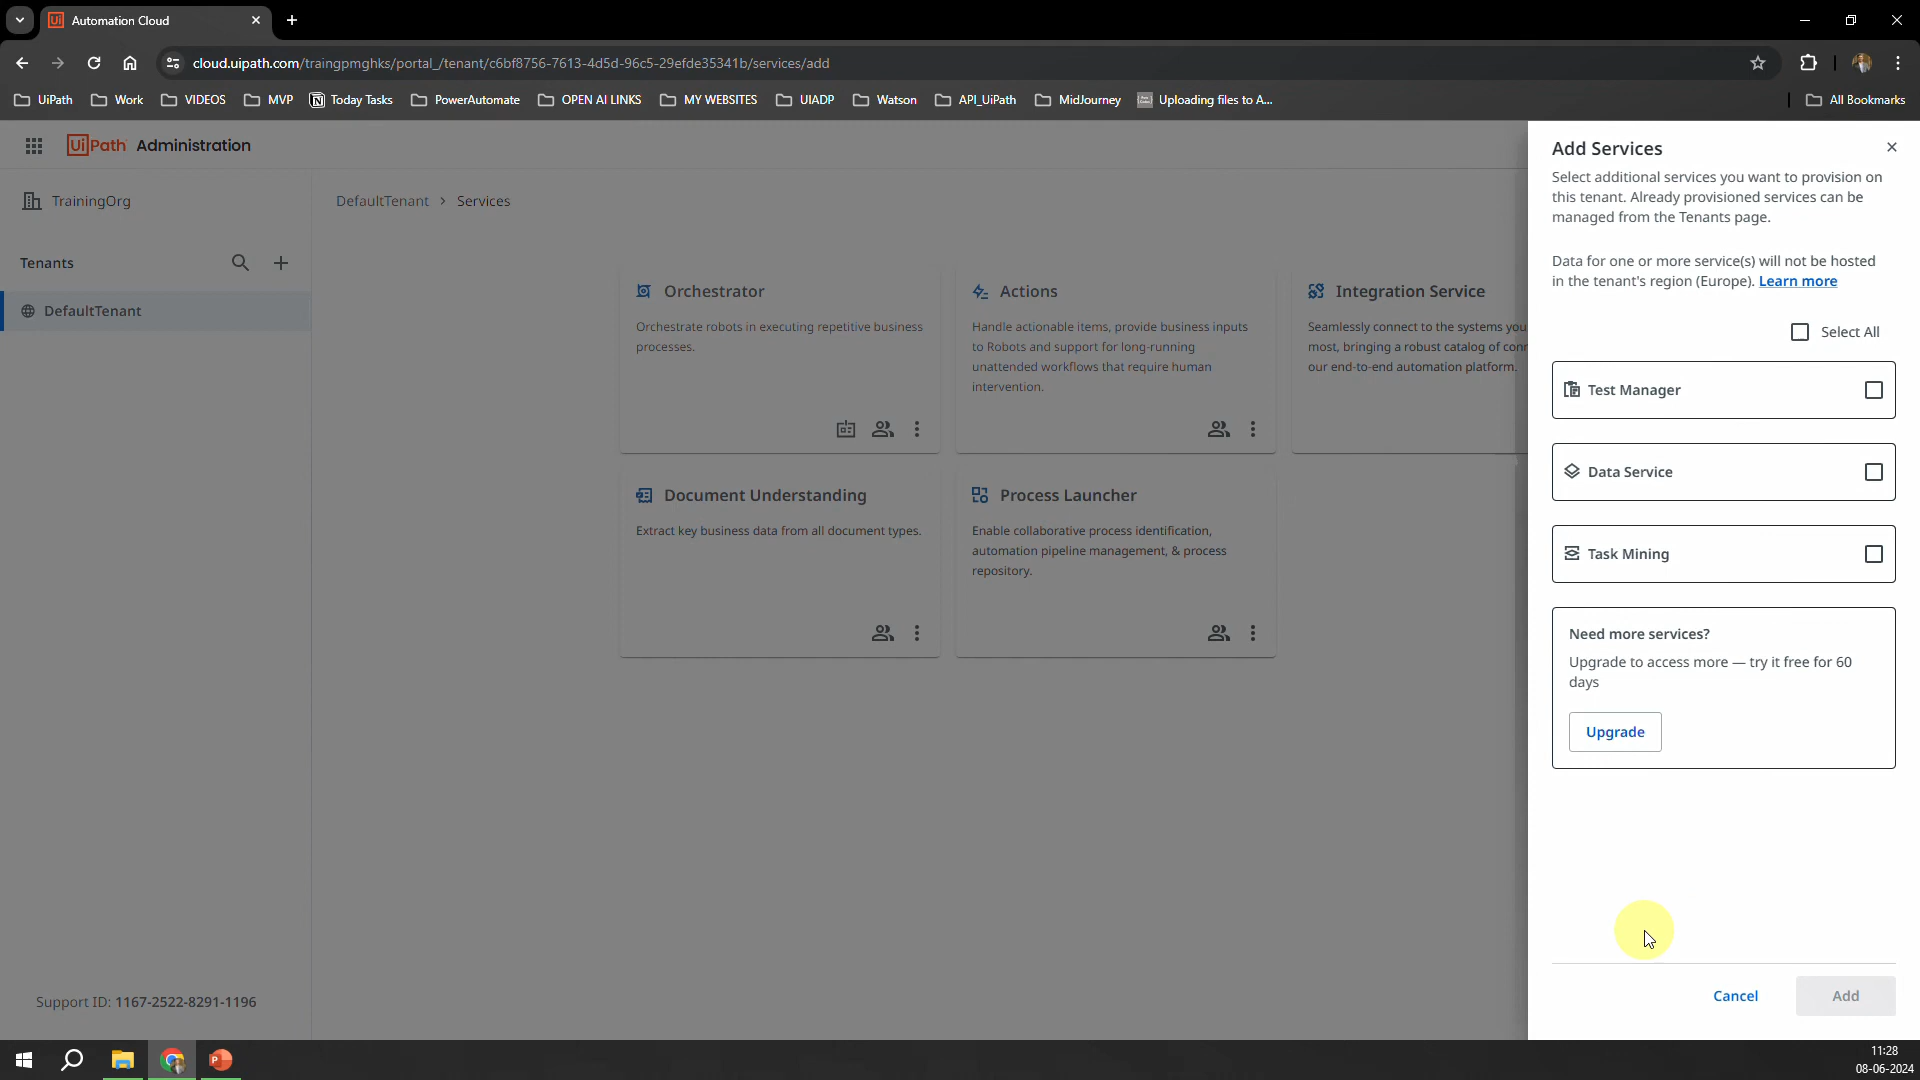 Automation Cloud
cloud.uipath.com/traingpmghks/portal_/tenant/c6bf8756-7613-4d5d-96c5-29efde35341b/services/add
UiPath
Work
VIDEOS
MVP
Today Tasks
PowerAutomate
OPEN AI LINKS
MY WEBSITES
UIADP
Watson
API_UiPath
MidJourney
Uploading files to A...
All Bookmarks
UiPath Administration
TrainingOrg
Tenants
DefaultTenant
Support ID: 1167-2522-8291-1196
DefaultTenant > Services
Orchestrator
Orchestrate robots in executing repetitive business
processes.
Actions
Handle actionable items, provide business inputs
to Robots and support for long-running
unattended workflows that require human
intervention.
Integration Service
Seamlessly connect to the systems you
most, bringing a robust catalog of con
our end-to-end automation platform.
Document Understanding
Extract key business data from all document types.
Process Launcher
Enable collaborative process identification,
automation pipeline management, & process
repository.
Add Services
Select additional services you want to provision on
this tenant. Already provisioned services can be
managed from the Tenants page.
Data for one or more service(s) will not be hosted
in the tenant's region (Europe). Learn more
Select All
Test Manager
Data Service
Task Mining
Need more services?
Upgrade to access more — try it free for 60
days
Upgrade
Cancel
Add
11:28
08-06-2024